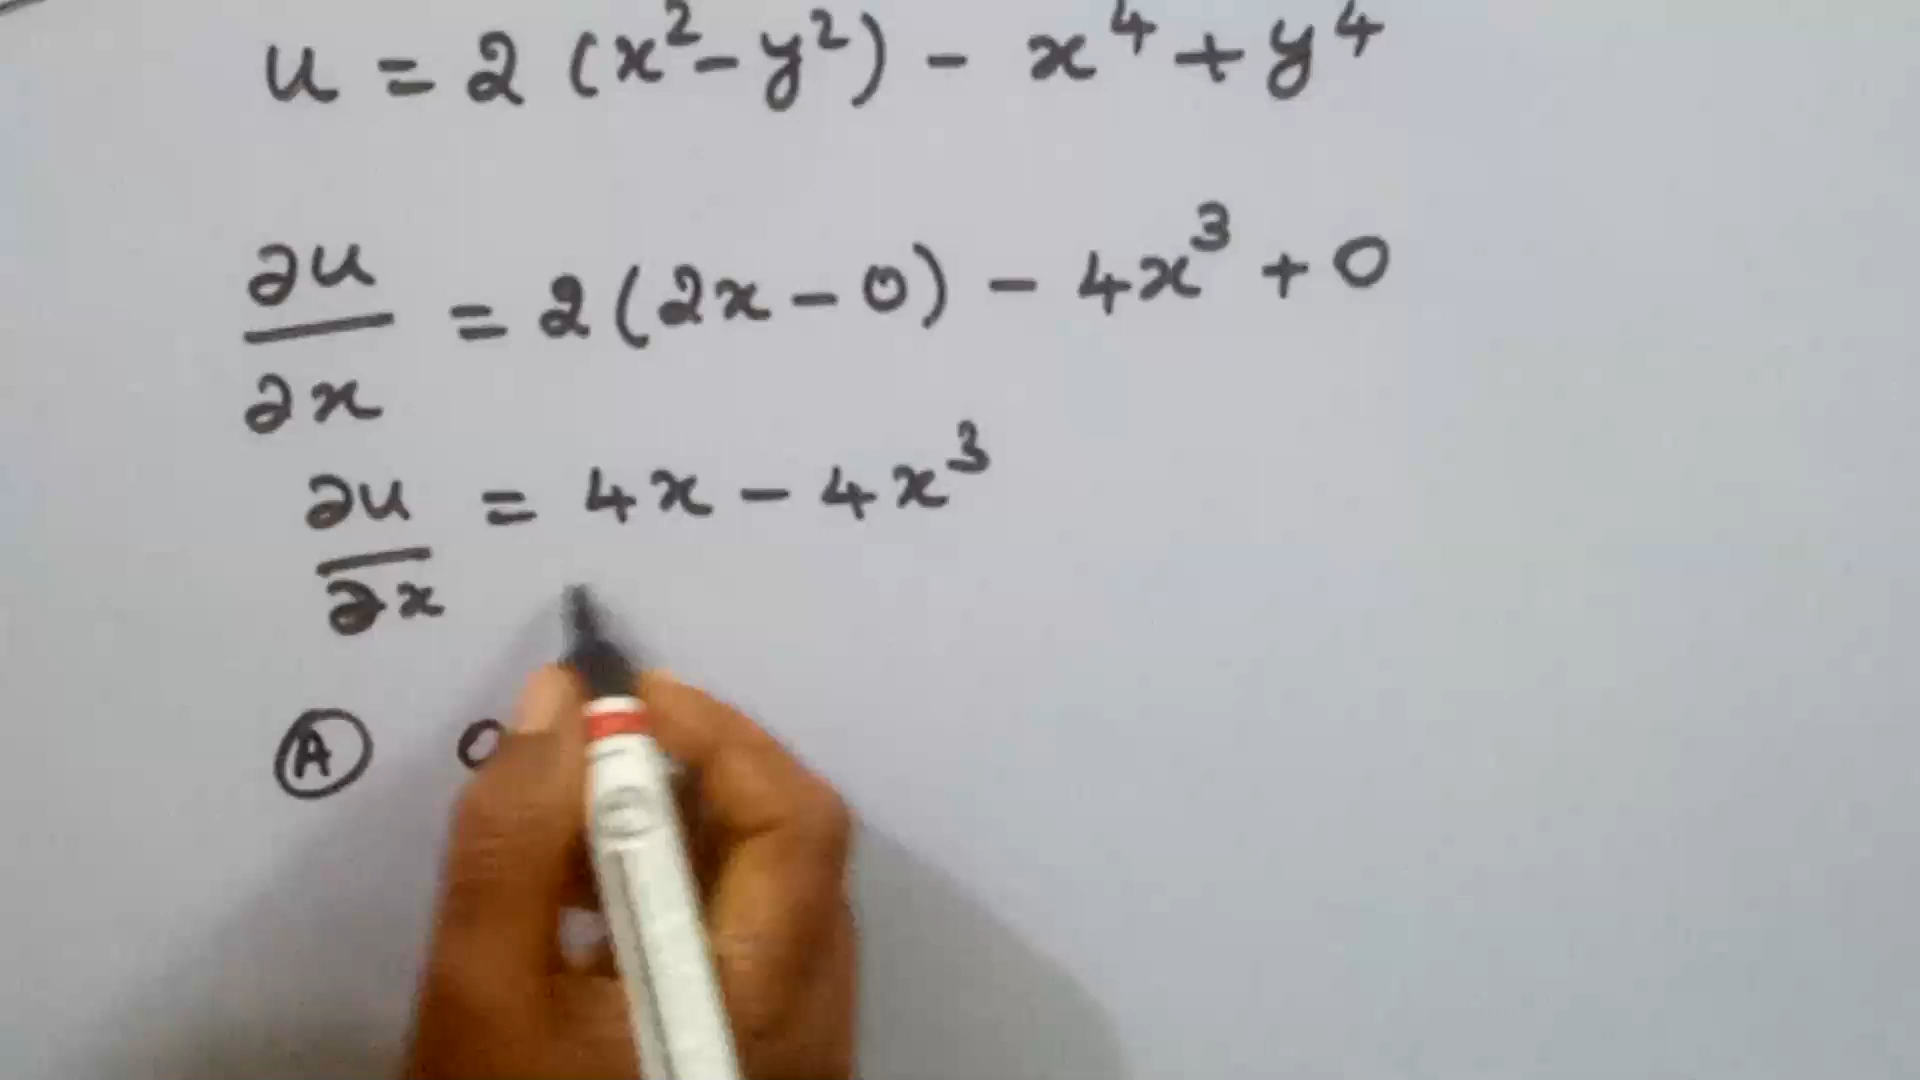 u = 2 (x² - y²) - x⁴ + y⁴
∂u/∂x = 2(2x - 0) - 4x³ + 0
∂u/∂x = 4x - 4x³
Ⓐ